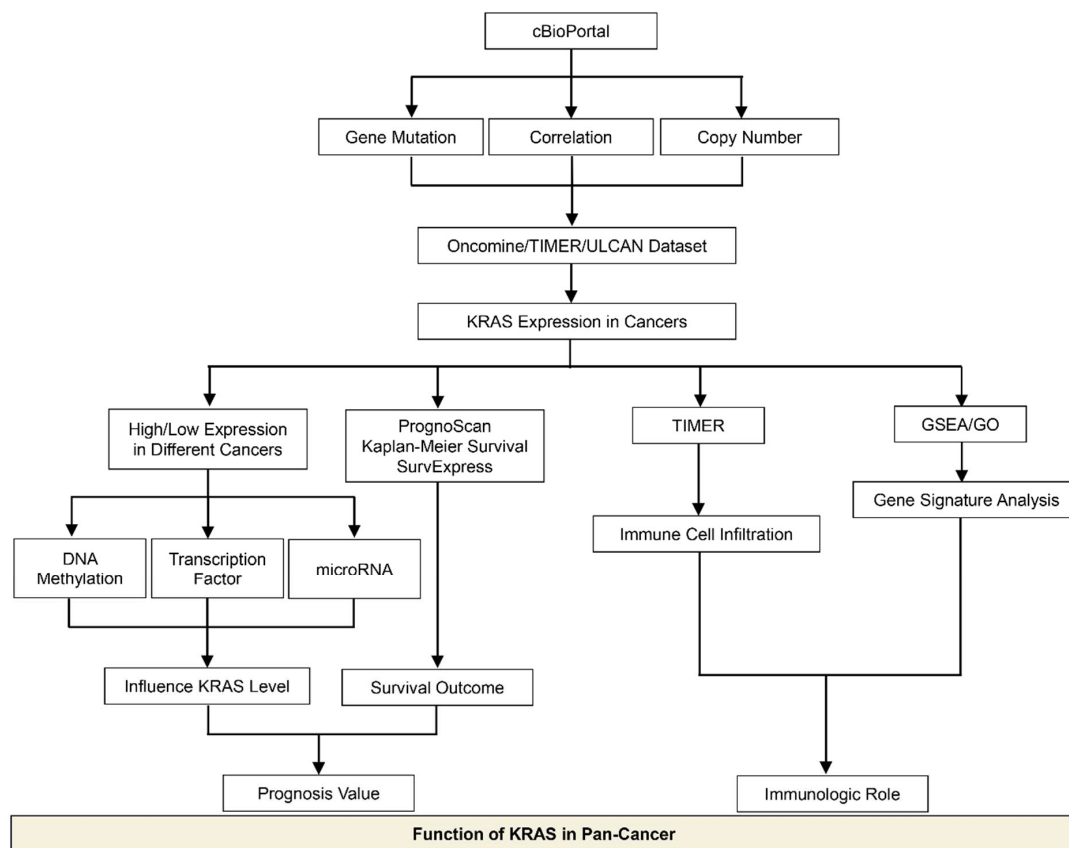 cBioPortal
Gene Mutation
Correlation
Copy Number
Oncomine/TIMER/ULCAN Dataset
KRAS Expression in Cancers
High/Low Expression
in Different Cancers
PrognoScan
Kaplan-Meier Survival
SurvExpress
TIMER
GSEA/GO
Gene Signature Analysis
Immune Cell Infiltration
DNA
Methylation
Transcription
Factor
microRNA
Influence KRAS Level
Survival Outcome
Prognosis Value
Immunologic Role
Function of KRAS in Pan-Cancer